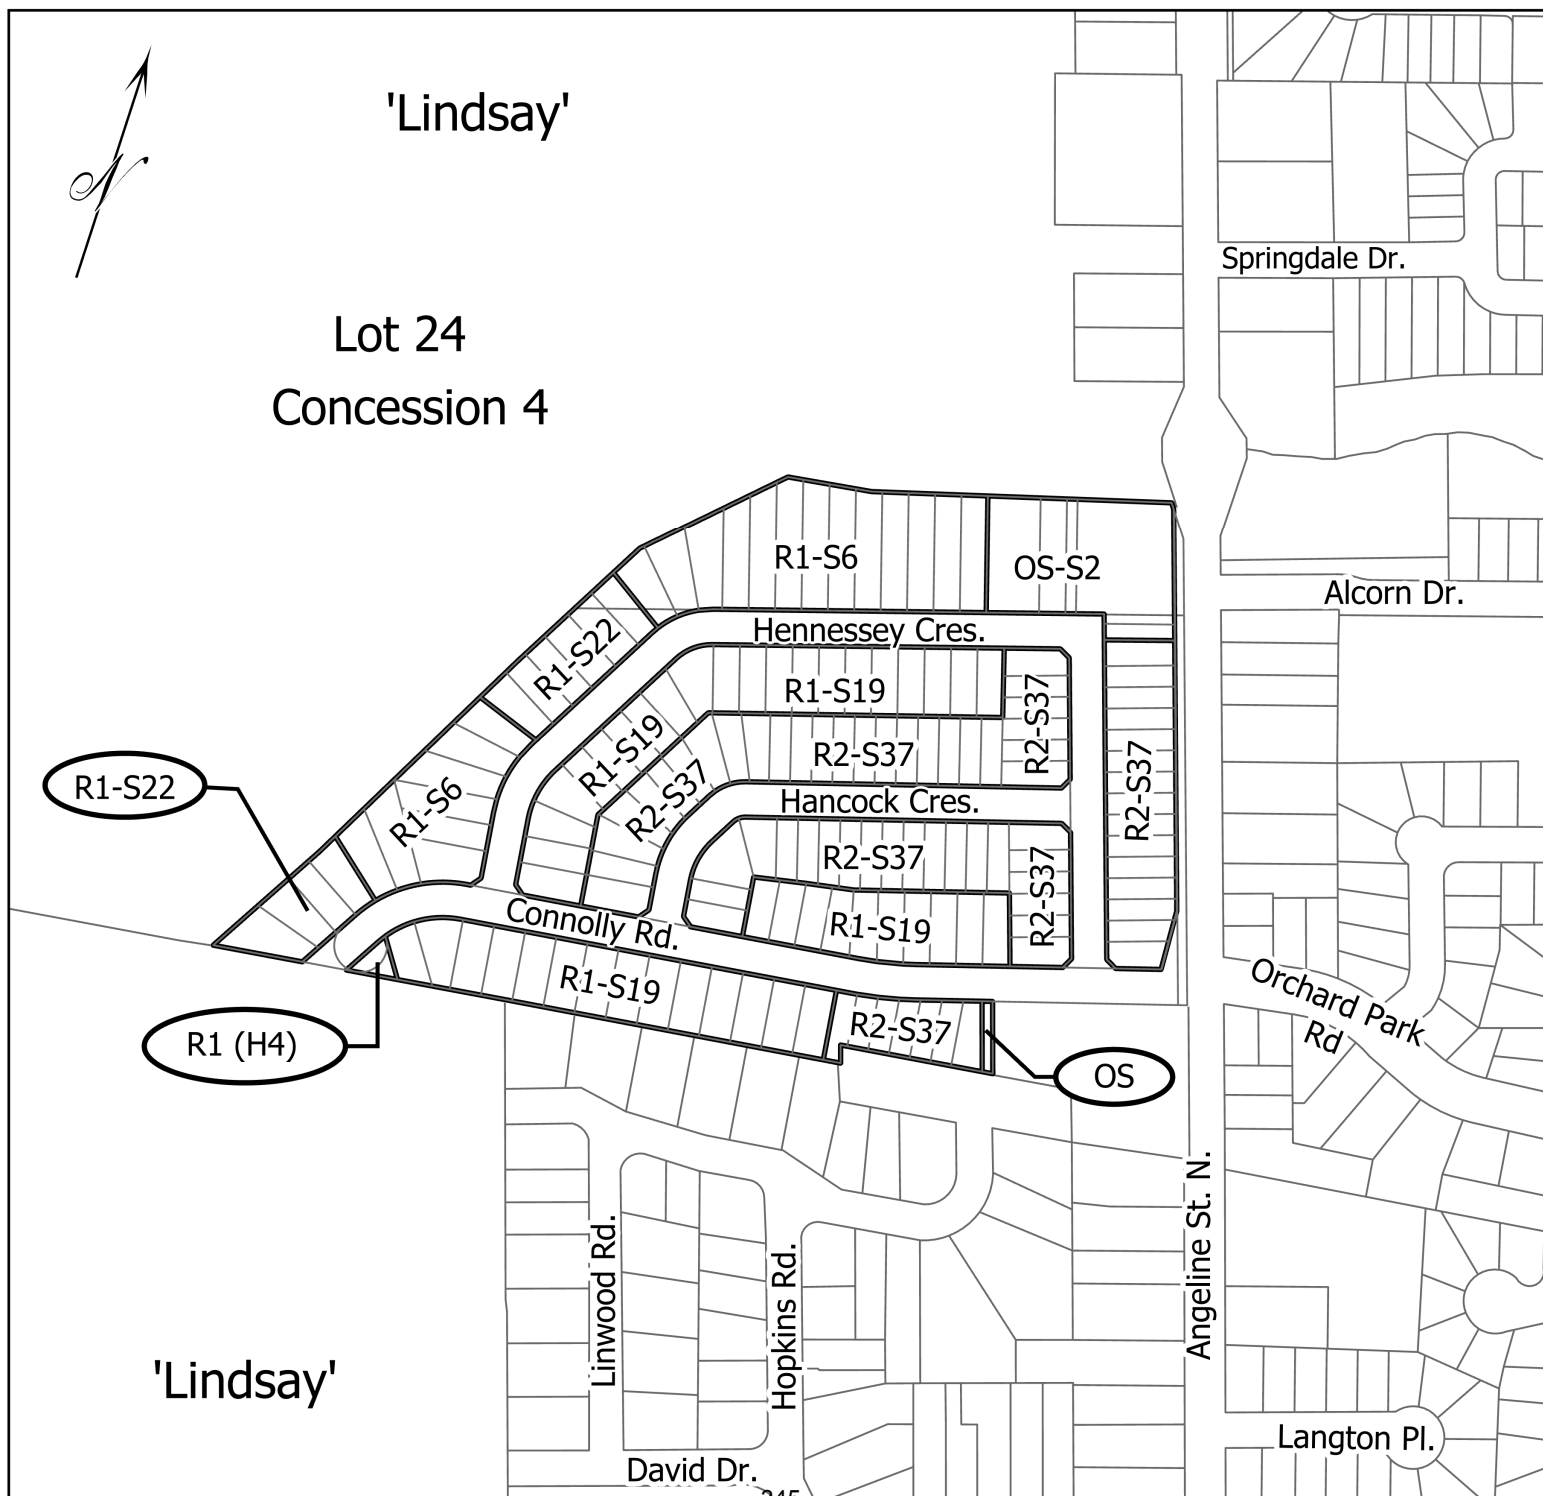 'Lindsay'
Springdale Dr.
Lot 24
Concession 4
R1-S6
OS-S2
Alcorn Dr.
Hennessey Cres.
R1-S22
R1-S19
R2-S37
R1-S19
R2-S37
R2-S37
R2-S37
R1-S22
Hancock Cres.
R1-S6
R2-S37
R2-S37
Connolly Rd.
R1-S19
R1-S19
Orchard Park
Rd
R2-S37
R1 (H4)
OS
Angeline St. N.
Linwood Rd.
Hopkins Rd.
'Lindsay'
Langton Pl.
David Dr.